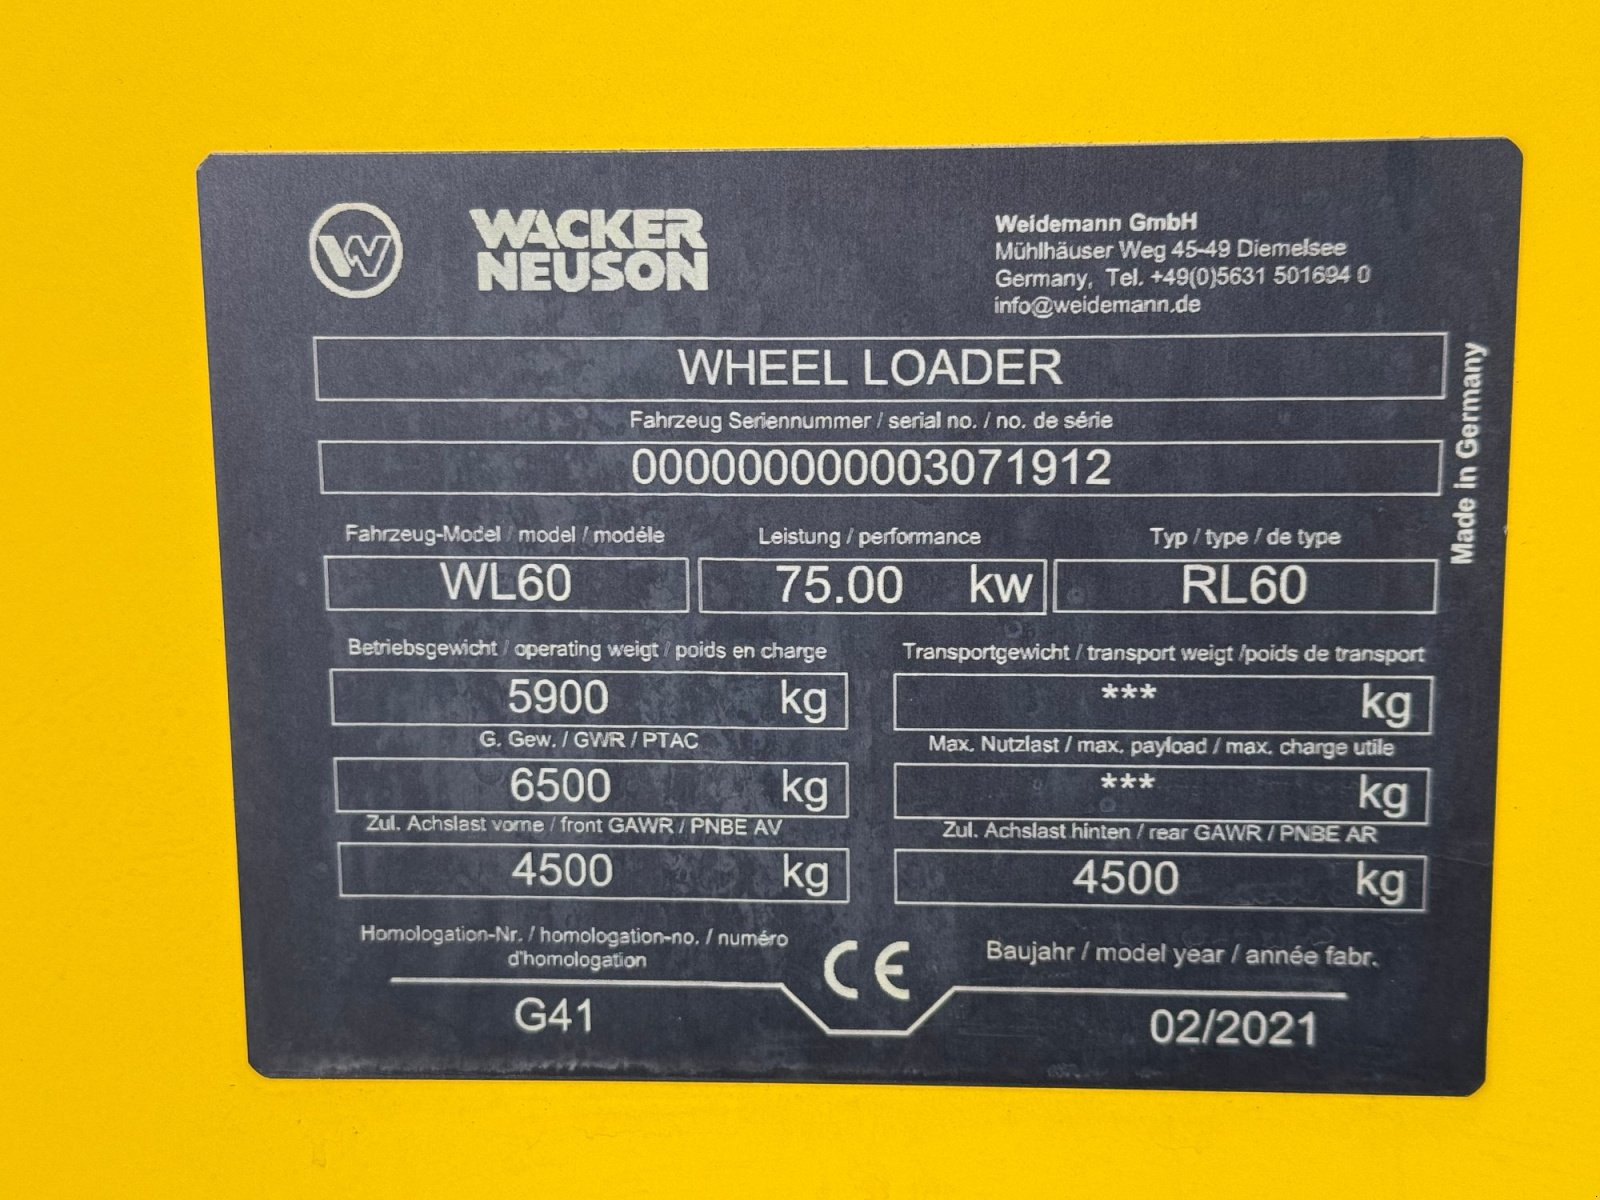 W
WACKER
NEUSON
Weidemann GmbH
Mühlhäuser Weg 45-49 Diemelsee
Germany, Tel. +49(0)5631 501694 0
info@weidemann.de
WHEEL LOADER
Fahrzeug Seriennummer / serial no. / no. de série
000000000003071912
Made in Germany
Fahrzeug-Model / model / modéle
Leistung / performance
Typ / type / de type
WL60
75.00 kw
RL60
Betriebsgewicht / operating weigt / poids en charge
Transportgewicht / transport weigt /poids de transport
5900 kg
*** kg
G. Gew. / GWR / PTAC
Max. Nutzlast / max. payload / max. charge utile
6500 kg
*** kg
Zul. Achslast vorne / front GAWR / PNBE AV
Zul. Achslast hinten / rear GAWR / PNBE AR
4500 kg
4500 kg
Homologation-Nr. / homologation-no. / numéro
d'homologation
CE
Baujahr / model year / année fabr.
G41
02/2021